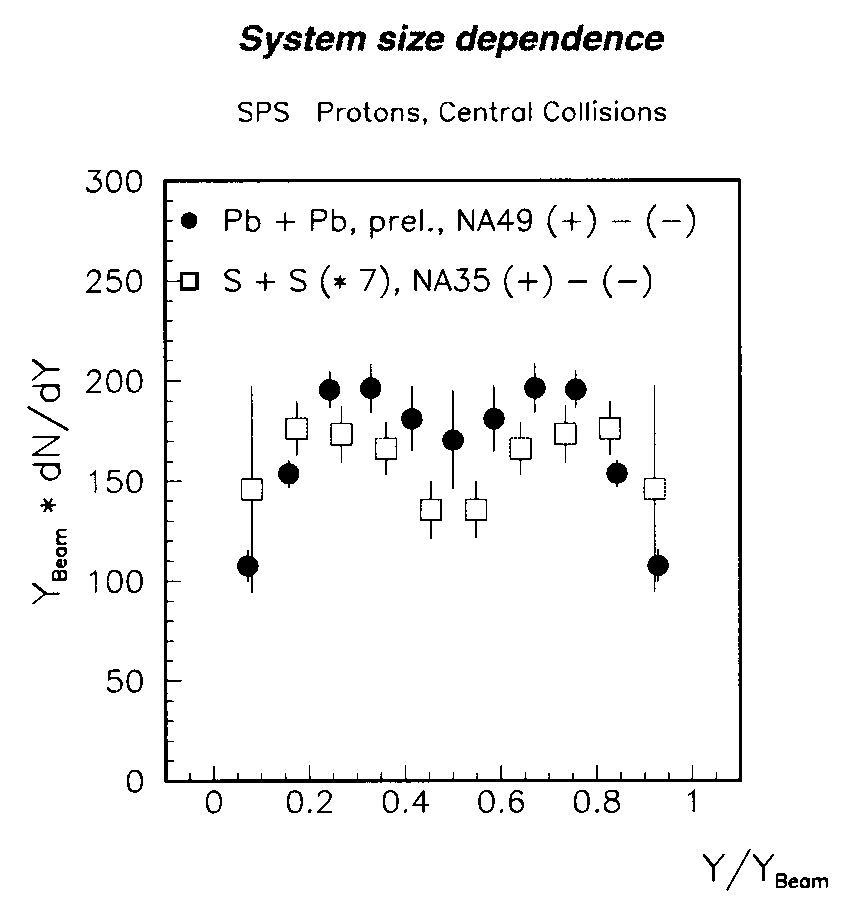 System size dependence
SPS Protons, Central Collisions
300
Pb + Pb, prel., NA49 (+) − (−)
250
S + S (* 7), NA35 (+) − (−)
200
150
100
50
0
Y_Beam * dN/dY
0 0.2 0.4 0.6 0.8 1
Y/Y_Beam